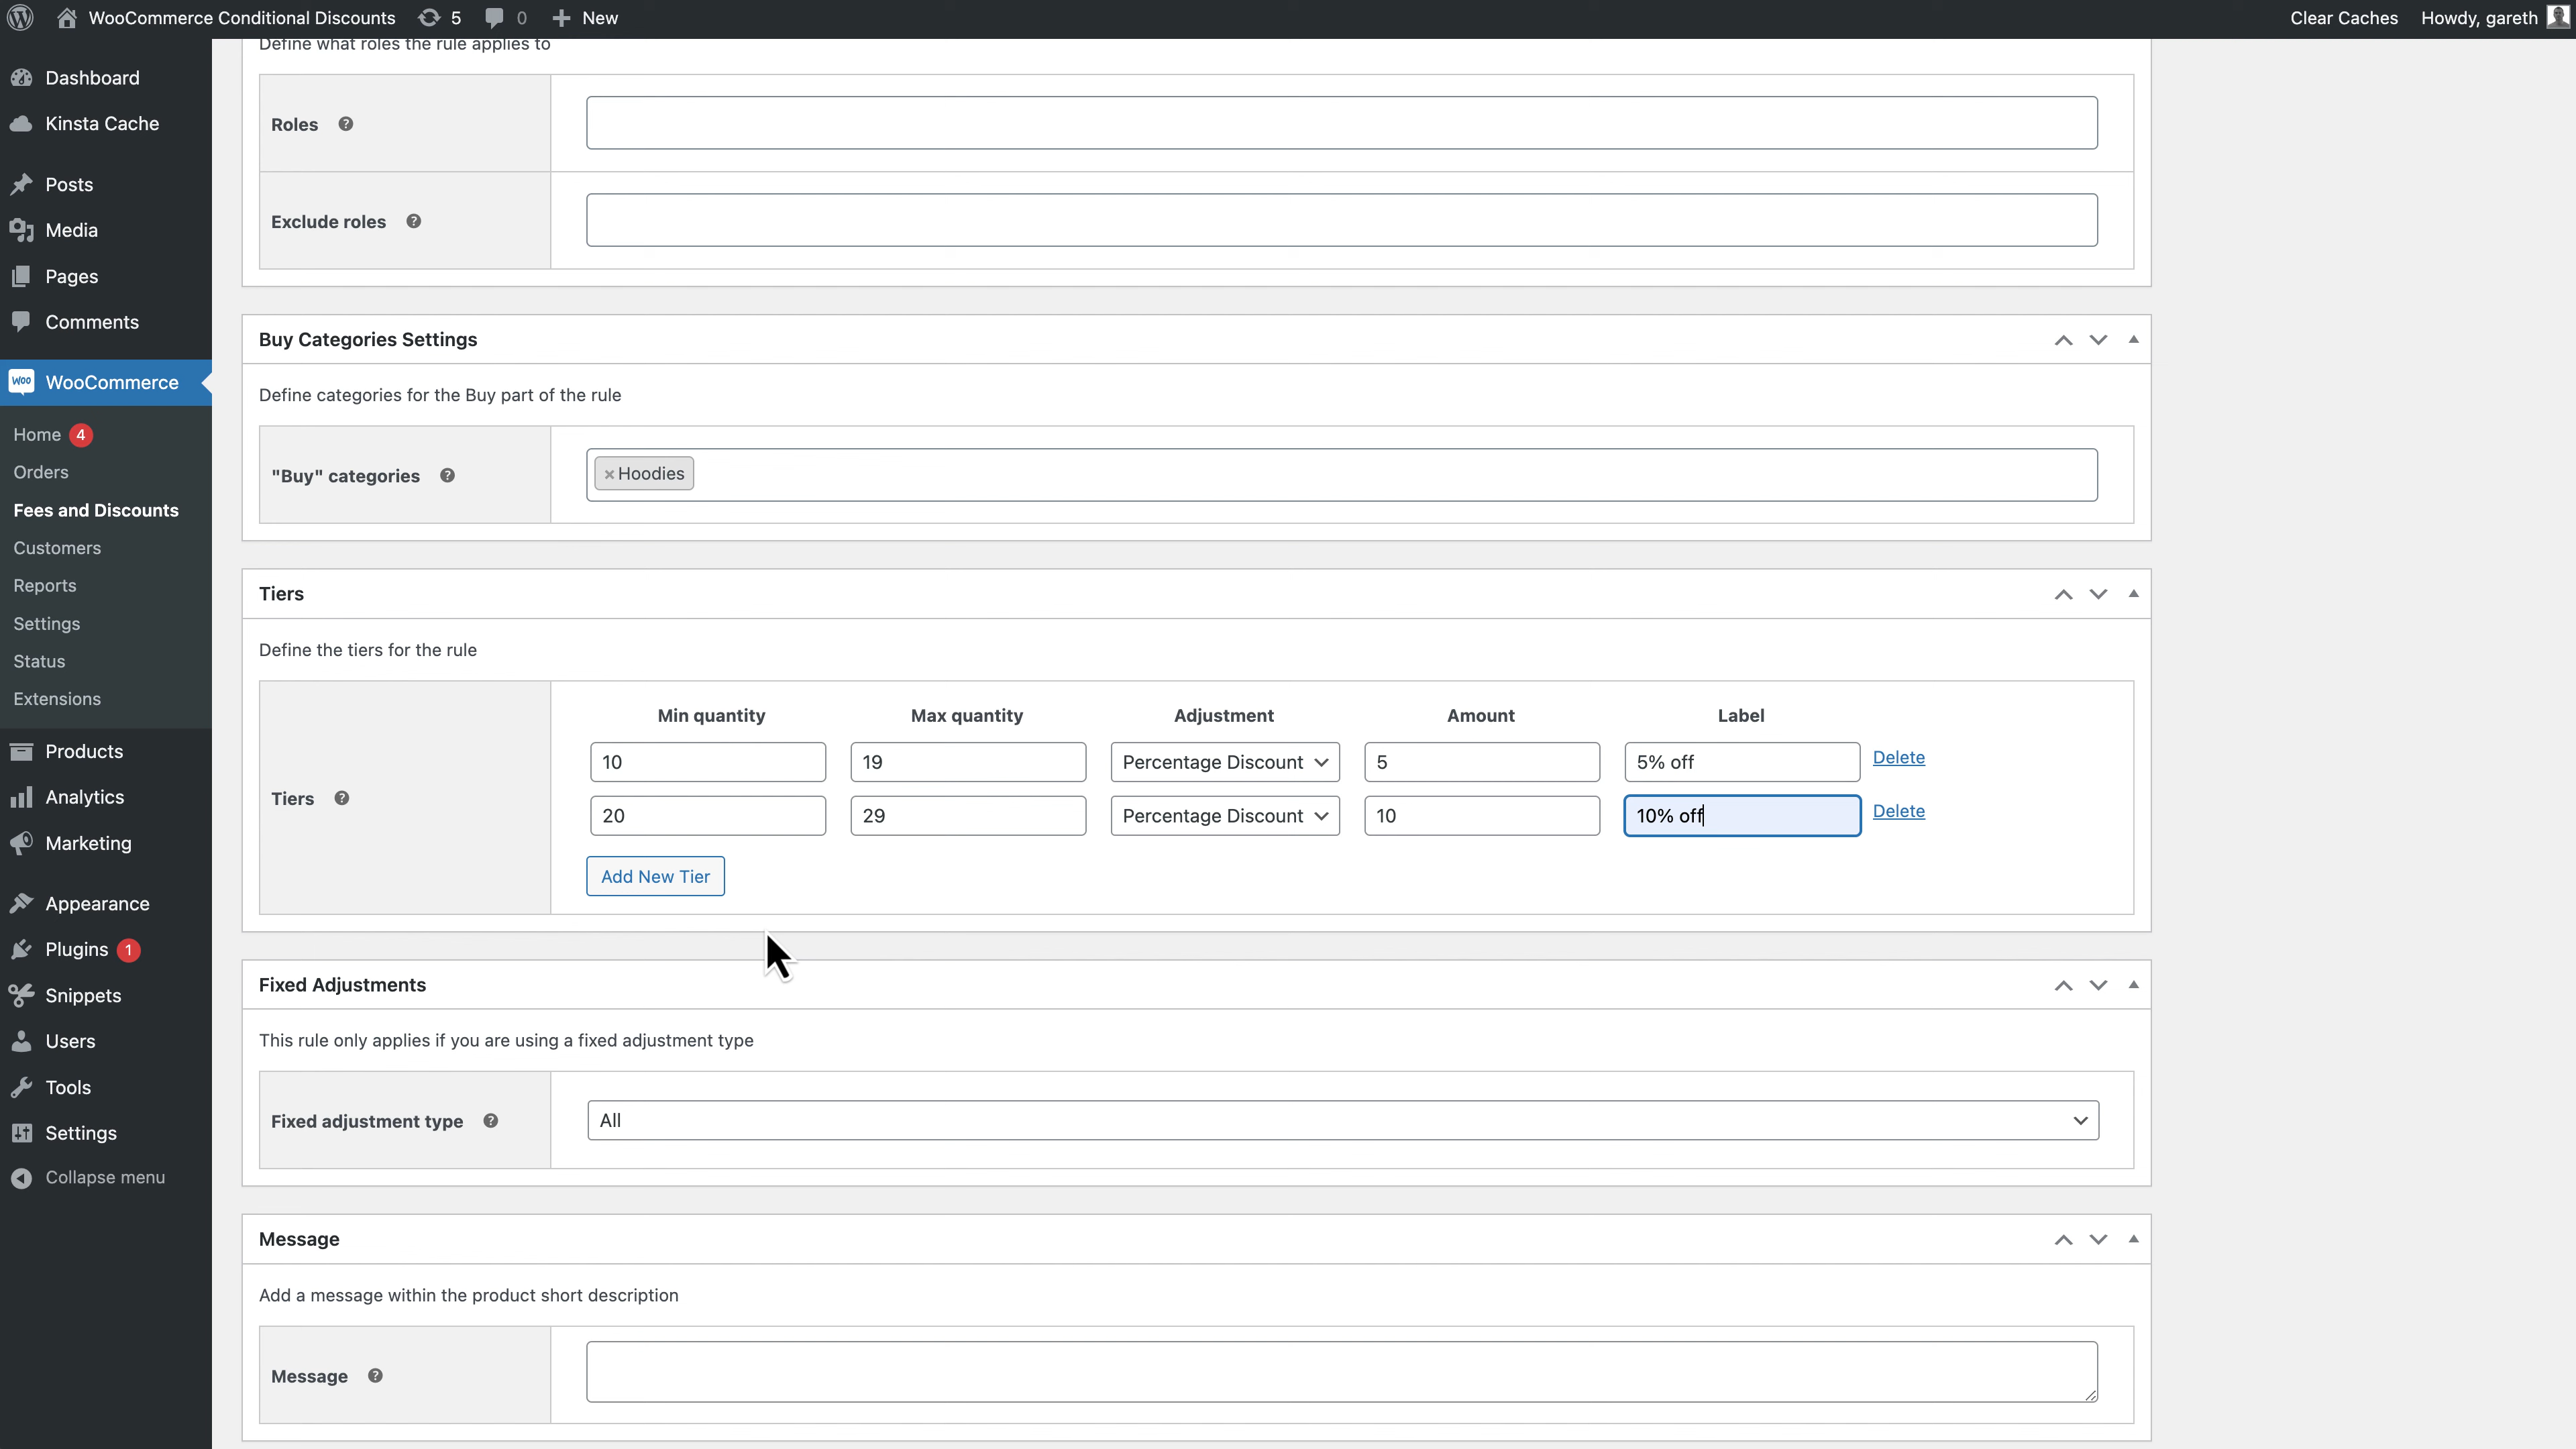 WooCommerce Conditional Discounts 5 0 New Clear Caches Howdy, gareth
Dashboard
Kinsta Cache
Posts
Media
Pages
Comments
Woo WooCommerce
Home 4
Orders
Fees and Discounts
Customers
Reports
Settings
Status
Extensions
Products
Analytics
Marketing
Appearance
Plugins 1
Snippets
Users
Tools
Settings
Collapse menu
Define what roles the rule applies to
Roles
Exclude roles
Buy Categories Settings
Define categories for the Buy part of the rule
"Buy" categories × Hoodies
Tiers
Define the tiers for the rule
Min quantity Max quantity Adjustment Amount Label
10 19 Percentage Discount 5 5% off Delete
Tiers
20 29 Percentage Discount 10 10% off Delete
Add New Tier
Fixed Adjustments
This rule only applies if you are using a fixed adjustment type
Fixed adjustment type All
Message
Add a message within the product short description
Message